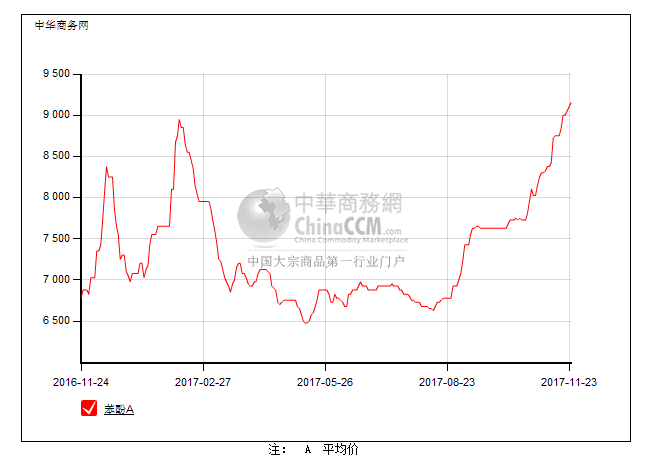 中华商务网
9 500
9 000
8 500
8 000
7 500
7 000
6 500
中華商務網
ChinaCCM.com
China Commodity Marketplace
中国大宗商品第一行业门户
2016-11-24
2017-02-27
2017-05-26
2017-08-23
2017-11-23
苯酚A
注： A 平均价